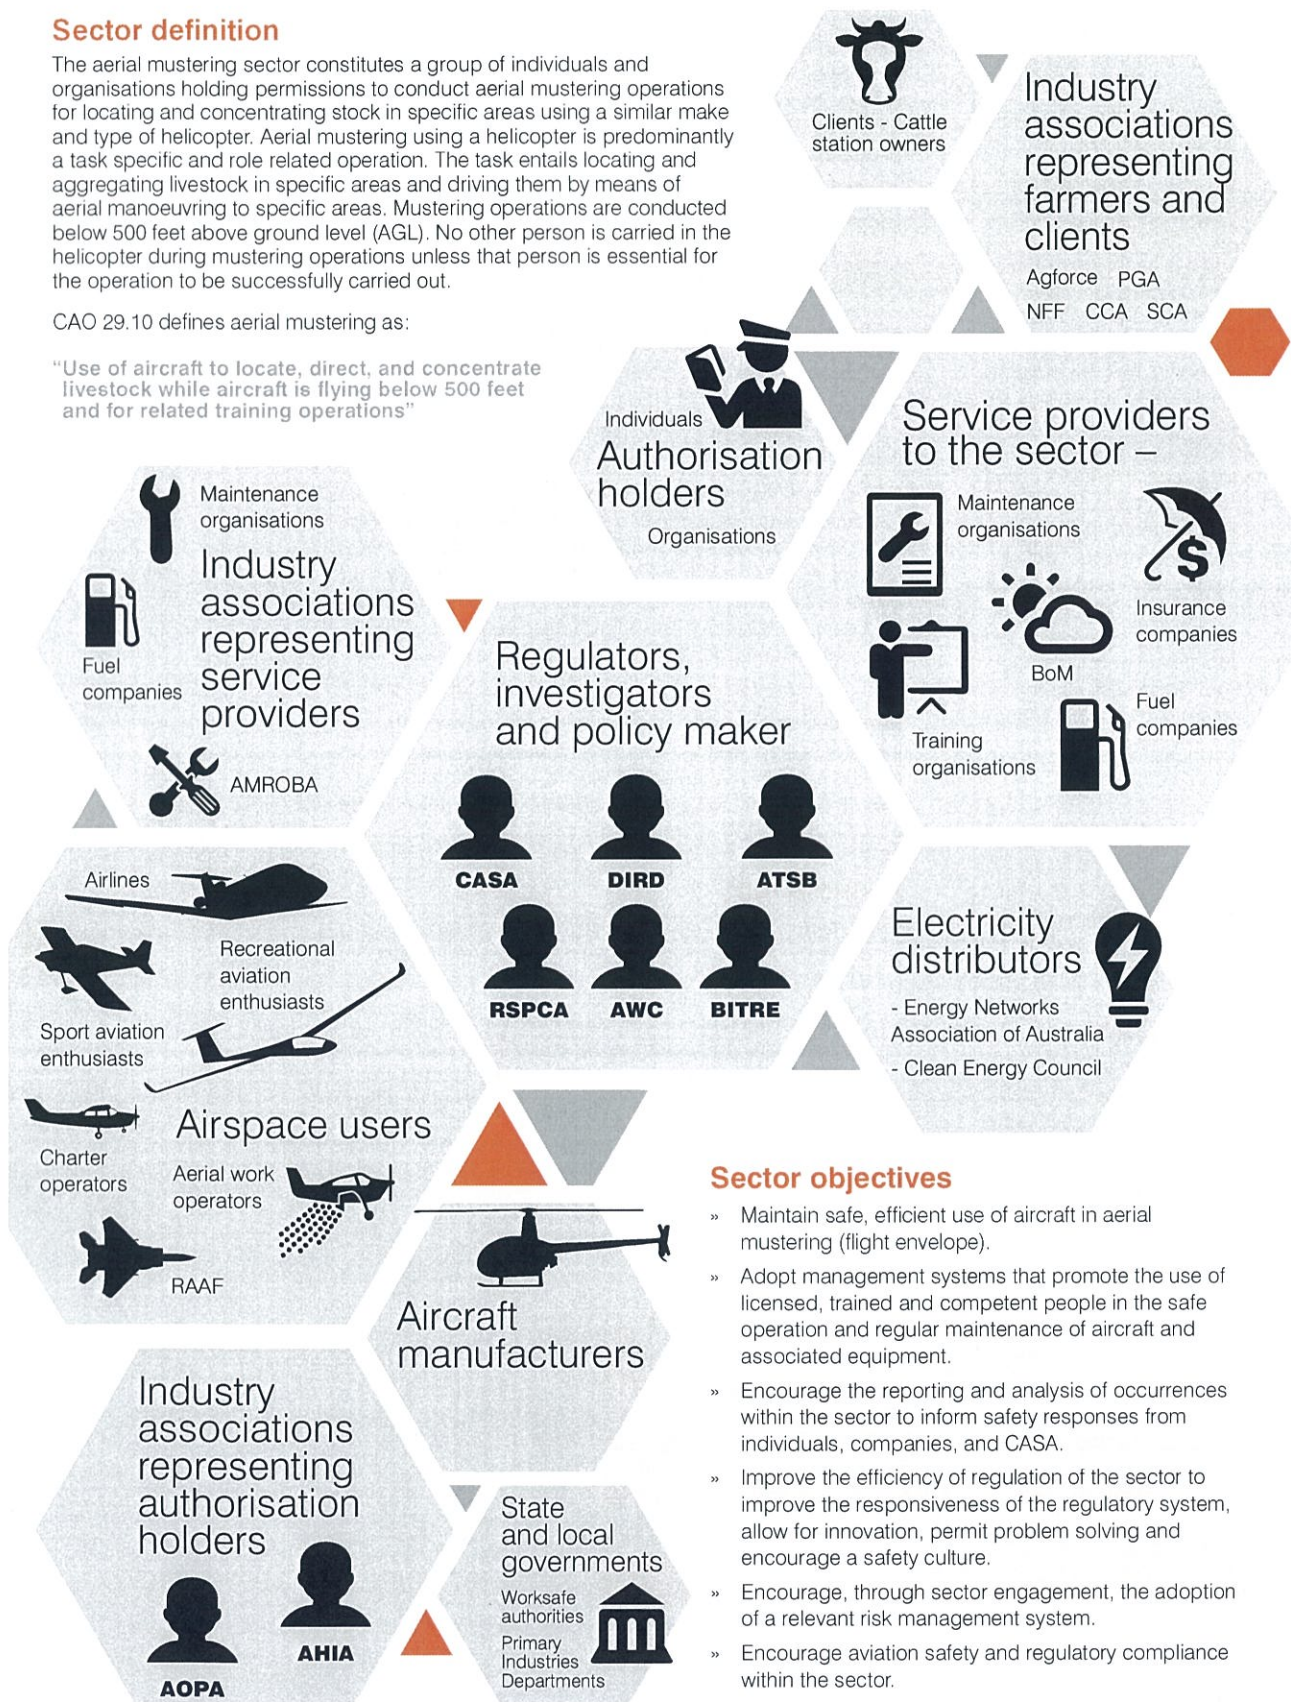 Sector definition
The aerial mustering sector constitutes a group of individuals and
organisations holding permissions to conduct aerial mustering operations
for locating and concentrating stock in specific areas using a similar make
and type of helicopter. Aerial mustering using a helicopter is predominantly
a task specific and role related operation. The task entails locating and
aggregating livestock in specific areas and driving them by means of
aerial manoeuvring to specific areas. Mustering operations are conducted
below 500 feet above ground level (AGL). No other person is carried in the
helicopter during mustering operations unless that person is essential for
the operation to be successfully carried out.
CAO 29.10 defines aerial mustering as:
"Use of aircraft to locate, direct, and concentrate
livestock while aircraft is flying below 500 feet
and for related training operations"
Clients - Cattle
station owners
Industry
associations
representing
farmers and
clients
Agforce PGA
NFF CCA SCA
Individuals
Authorisation
holders
Organisations
Service providers
to the sector –
Maintenance
organisations
Insurance
companies
BoM
Training
organisations
Fuel
companies
Maintenance
organisations
Industry
associations
representing
service
providers
Fuel
companies
AMROBA
Regulators,
investigators
and policy maker
CASA DIRD ATSB
RSPCA AWC BITRE
Airlines
Recreational
aviation
enthusiasts
Sport aviation
enthusiasts
Airspace users
Charter
operators
Aerial work
operators
RAAF
Electricity
distributors
- Energy Networks
Association of Australia
- Clean Energy Council
Aircraft
manufacturers
Industry
associations
representing
authorisation
holders
AHIA
AOPA
State
and local
governments
Worksafe
authorities
Primary
Industries
Departments
Sector objectives
» Maintain safe, efficient use of aircraft in aerial
mustering (flight envelope).
» Adopt management systems that promote the use of
licensed, trained and competent people in the safe
operation and regular maintenance of aircraft and
associated equipment.
» Encourage the reporting and analysis of occurrences
within the sector to inform safety responses from
individuals, companies, and CASA.
» Improve the efficiency of regulation of the sector to
improve the responsiveness of the regulatory system,
allow for innovation, permit problem solving and
encourage a safety culture.
» Encourage, through sector engagement, the adoption
of a relevant risk management system.
» Encourage aviation safety and regulatory compliance
within the sector.